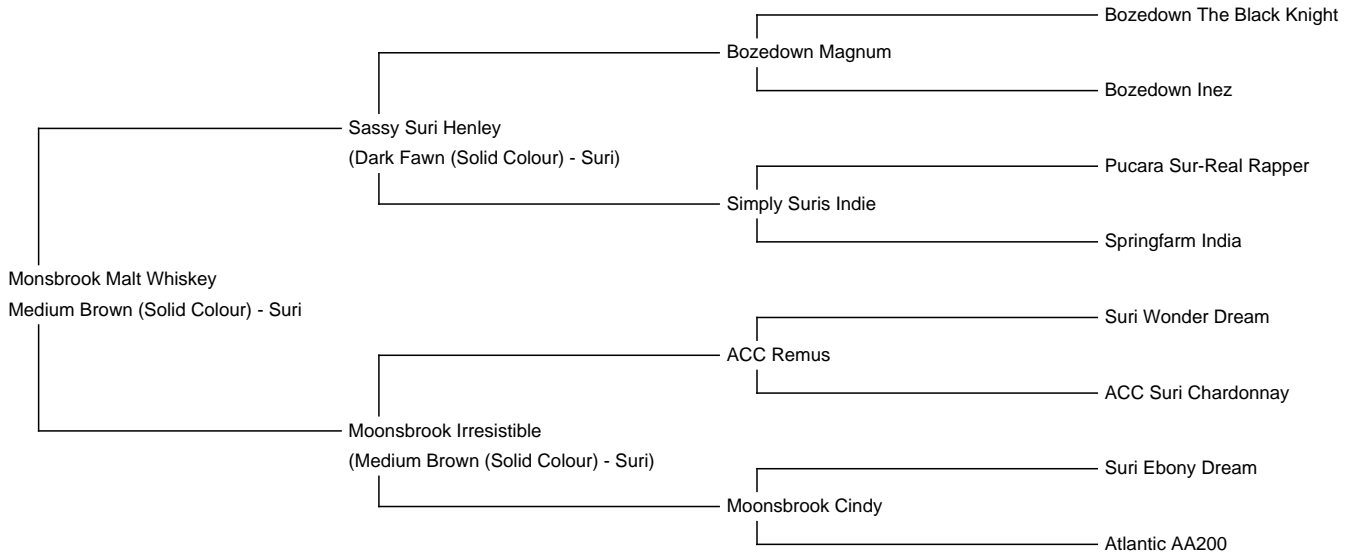 Bozedown The Black Knight
Bozedown Magnum
Bozedown Inez
Sassy Suri Henley
(Dark Fawn (Solid Colour) - Suri)
Pucara Sur-Real Rapper
Simply Suris Indie
Springfarm India
Monsbrook Malt Whiskey
Medium Brown (Solid Colour) - Suri
Suri Wonder Dream
ACC Remus
ACC Suri Chardonnay
Moonsbrook Irresistible
(Medium Brown (Solid Colour) - Suri)
Suri Ebony Dream
Moonsbrook Cindy
Atlantic AA200